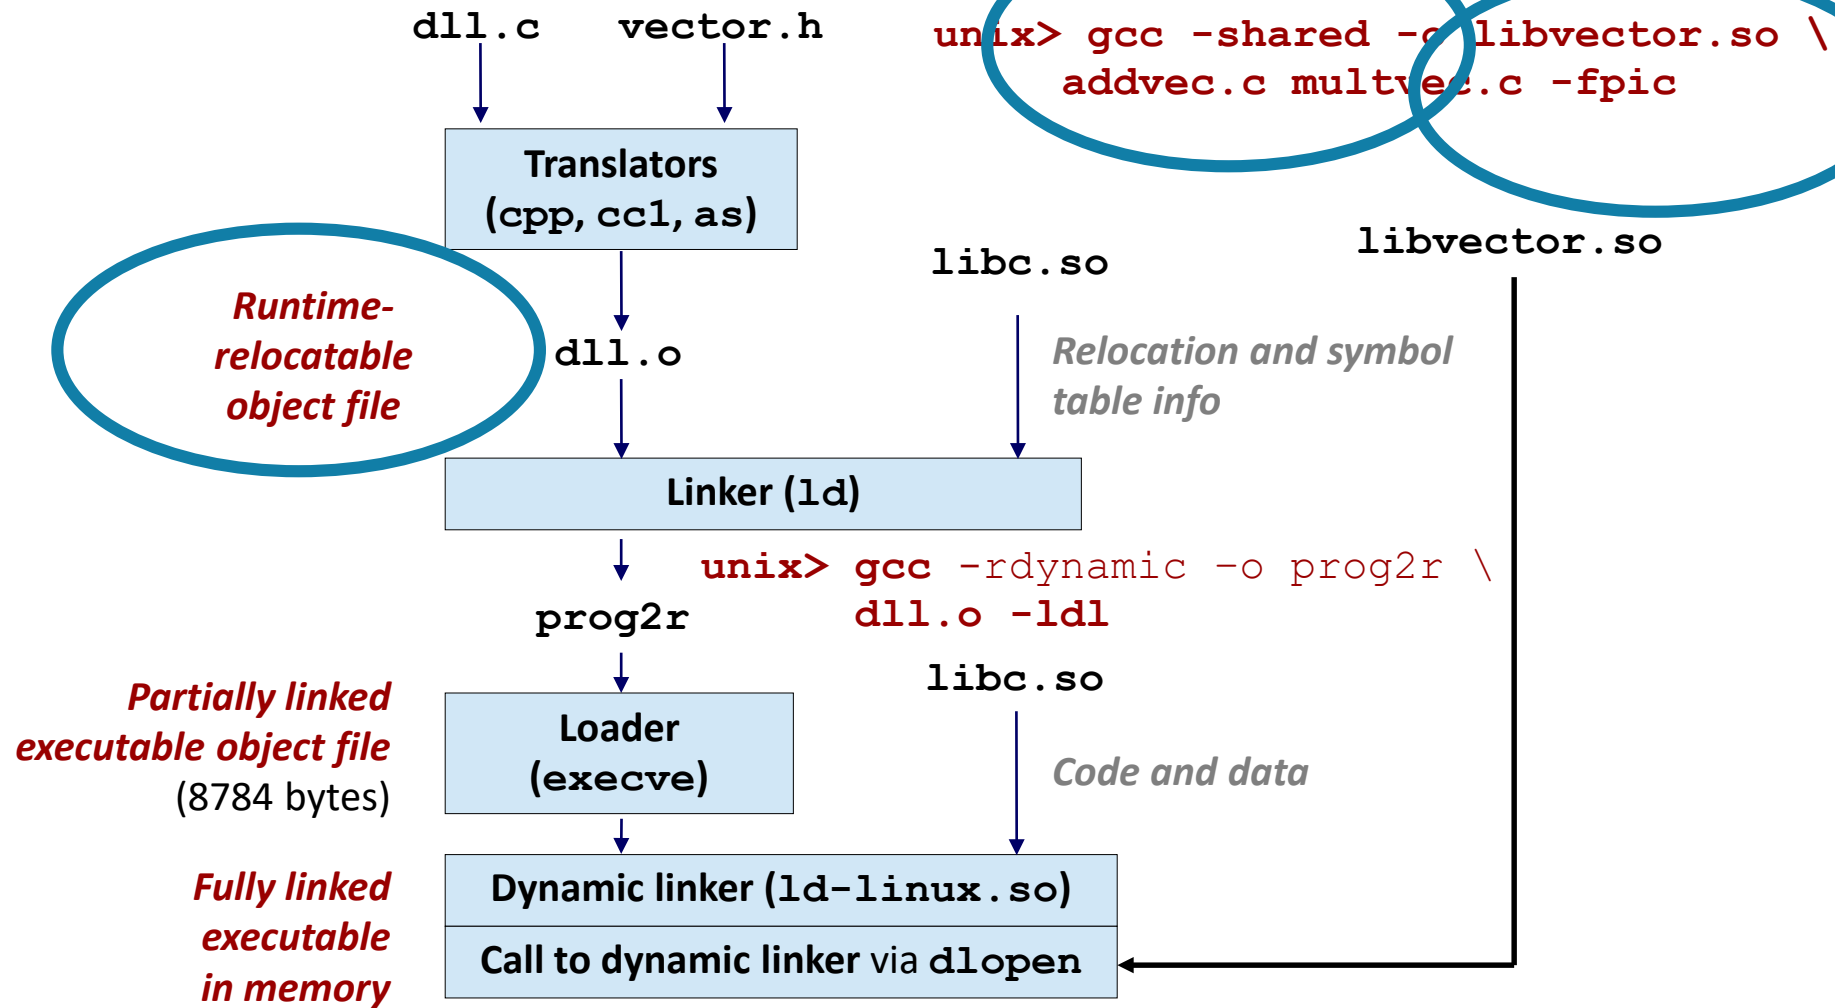 dll.c vector.h
unix> gcc -shared -o libvector.so \
addvec.c multvec.c -fpic
Translators
(cpp, cc1, as)
libc.so
libvector.so
Runtime-
relocatable
object file
dll.o
Relocation and symbol
table info
Linker (ld)
unix> gcc -rdynamic –o prog2r \
dll.o -ldl
prog2r
libc.so
Partially linked
executable object file
(8784 bytes)
Loader
(execve)
Code and data
Fully linked
executable
in memory
Dynamic linker (ld-linux.so)
Call to dynamic linker via dlopen